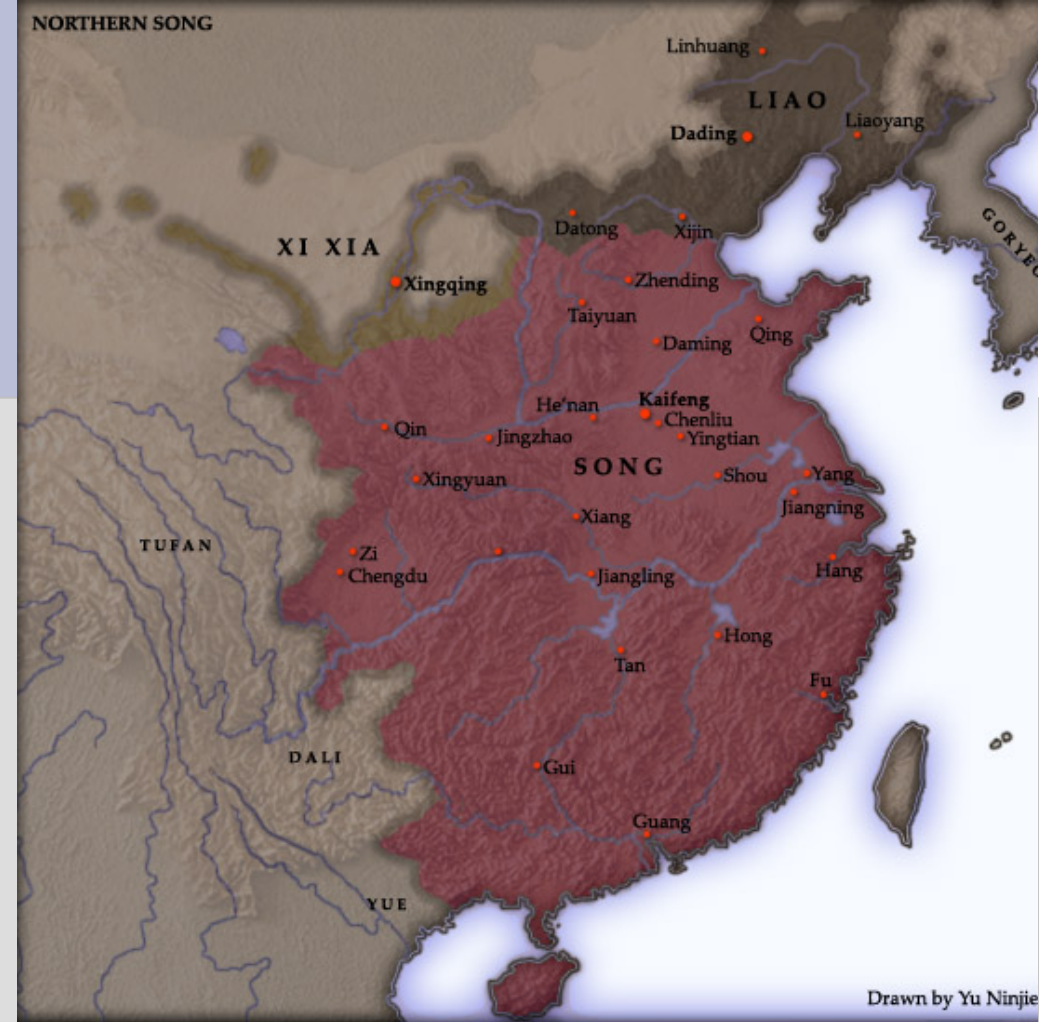 NORTHERN SONG
Linhuang
LIAO
Dading
Liaoyang
Datong
Xijin
GORYEO
XI XIA
Xingqing
Zhending
Taiyuan
Qing
Daming
He'nan
Kaifeng
Chenliu
Qin
Jingzhao
Yingtian
SONG
Xingyuan
Shou
Yang
Jiangning
Xiang
TUFAN
Zi
Chengdu
Jiangling
Hang
Hong
Tan
Fu
DALI
Gui
Guang
YUE
Drawn by Yu Ninjie